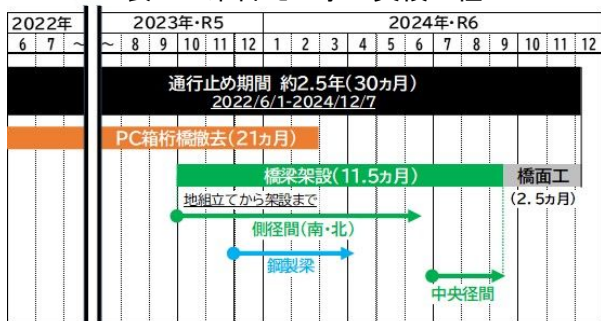 2022年 2023年・R5 2024年・R6
6 7 ～ ～ 8 9 10 11 12 1 2 3 4 5 6 7 8 9 10 11 12
通行止め期間 約2.5年(30ヵ月)
2022/6/1-2024/12/7
PC箱桁橋撤去(21ヵ月)
橋梁架設(11.5ヵ月) 橋面工
地組立てから架設まで (2.5ヵ月)
側径間(南・北)
鋼製梁
中央径間